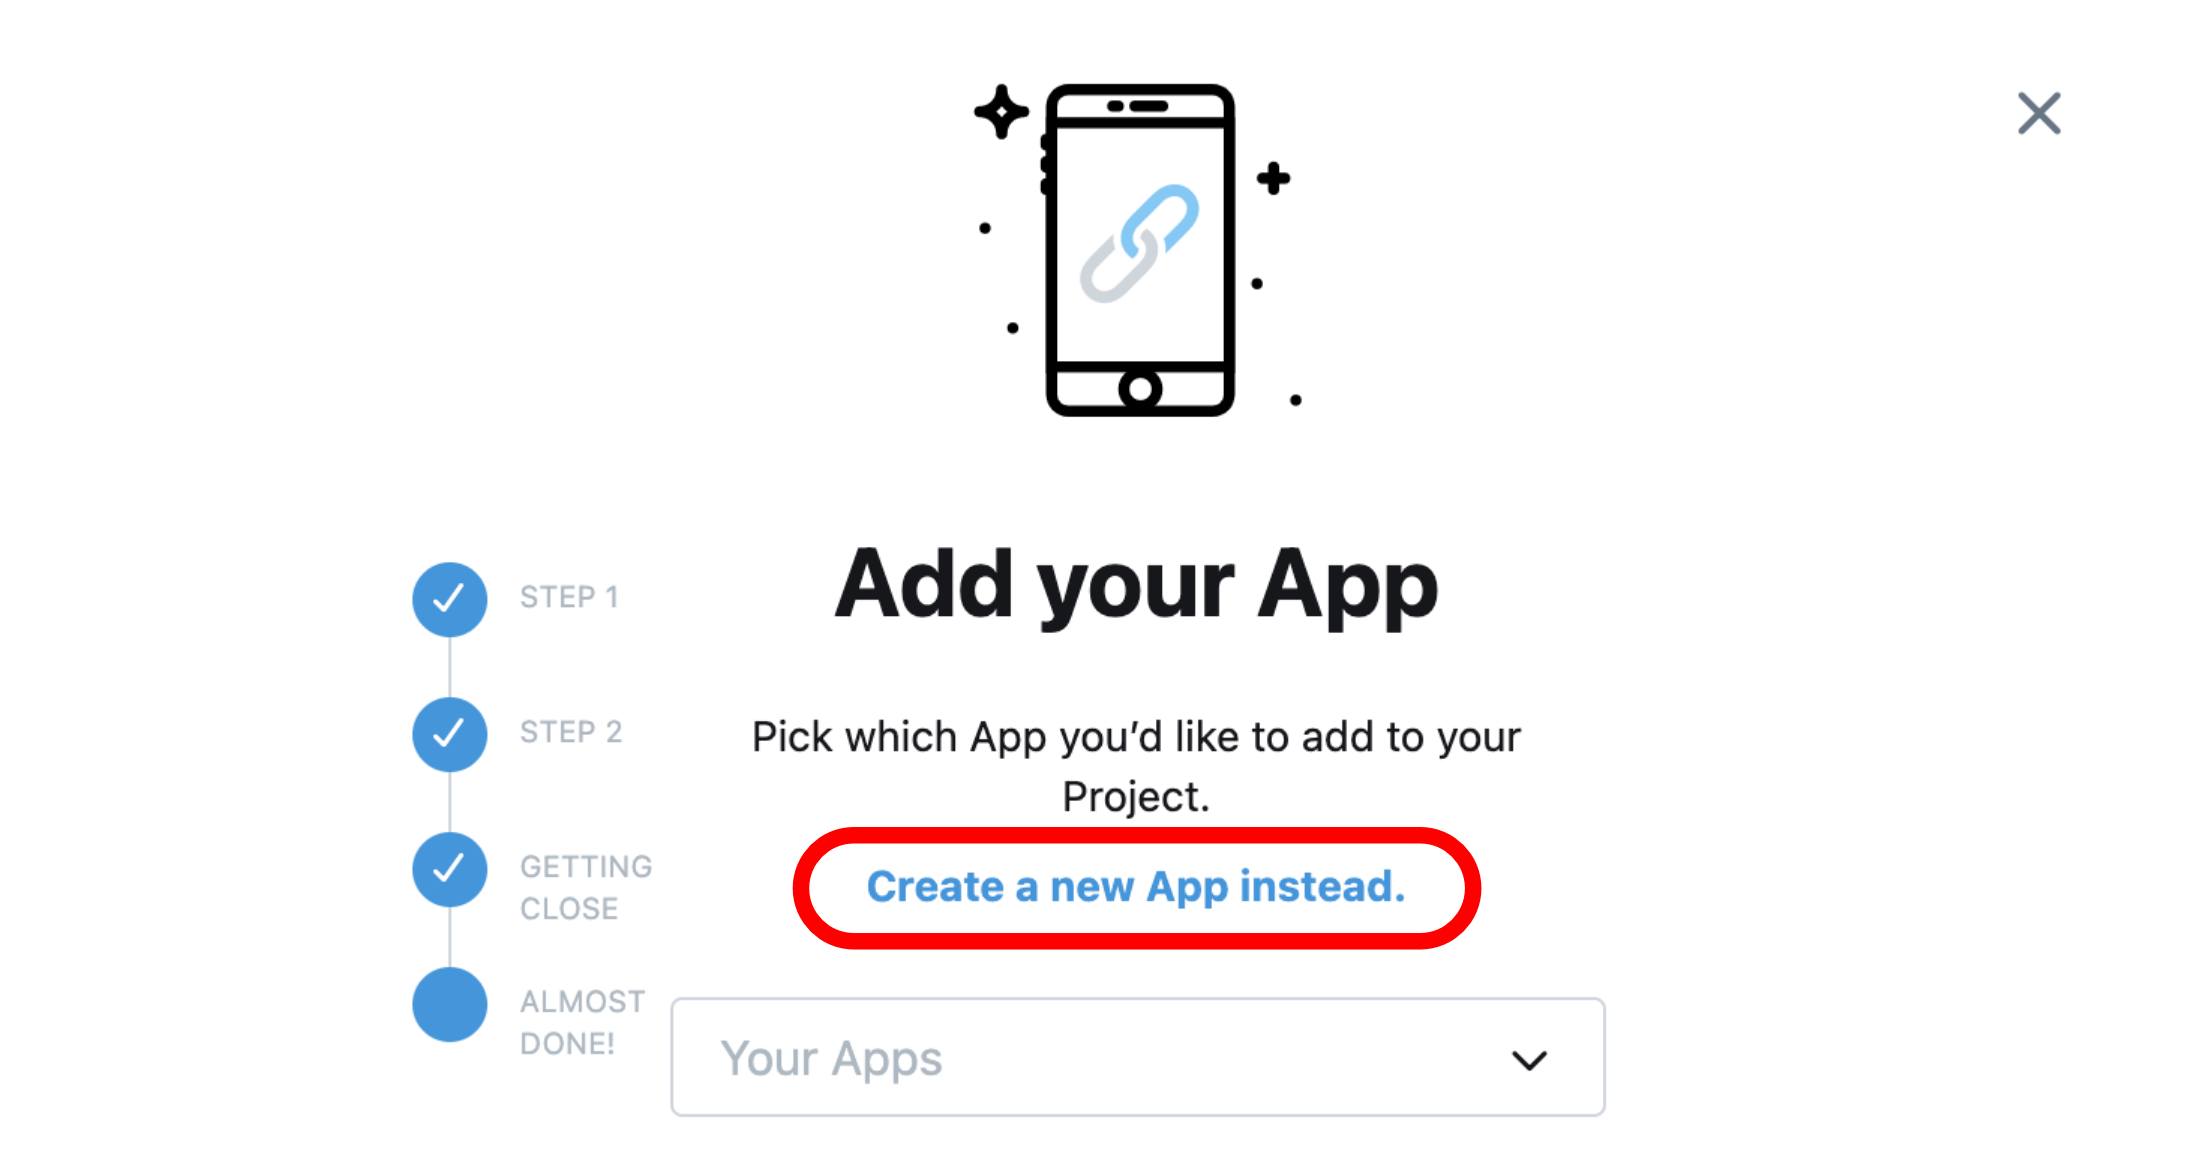 Add your App
STEP 1
STEP 2
GETTING
CLOSE
ALMOST
DONE!
Pick which App you’d like to add to your
Project.
Create a new App instead.
Your Apps